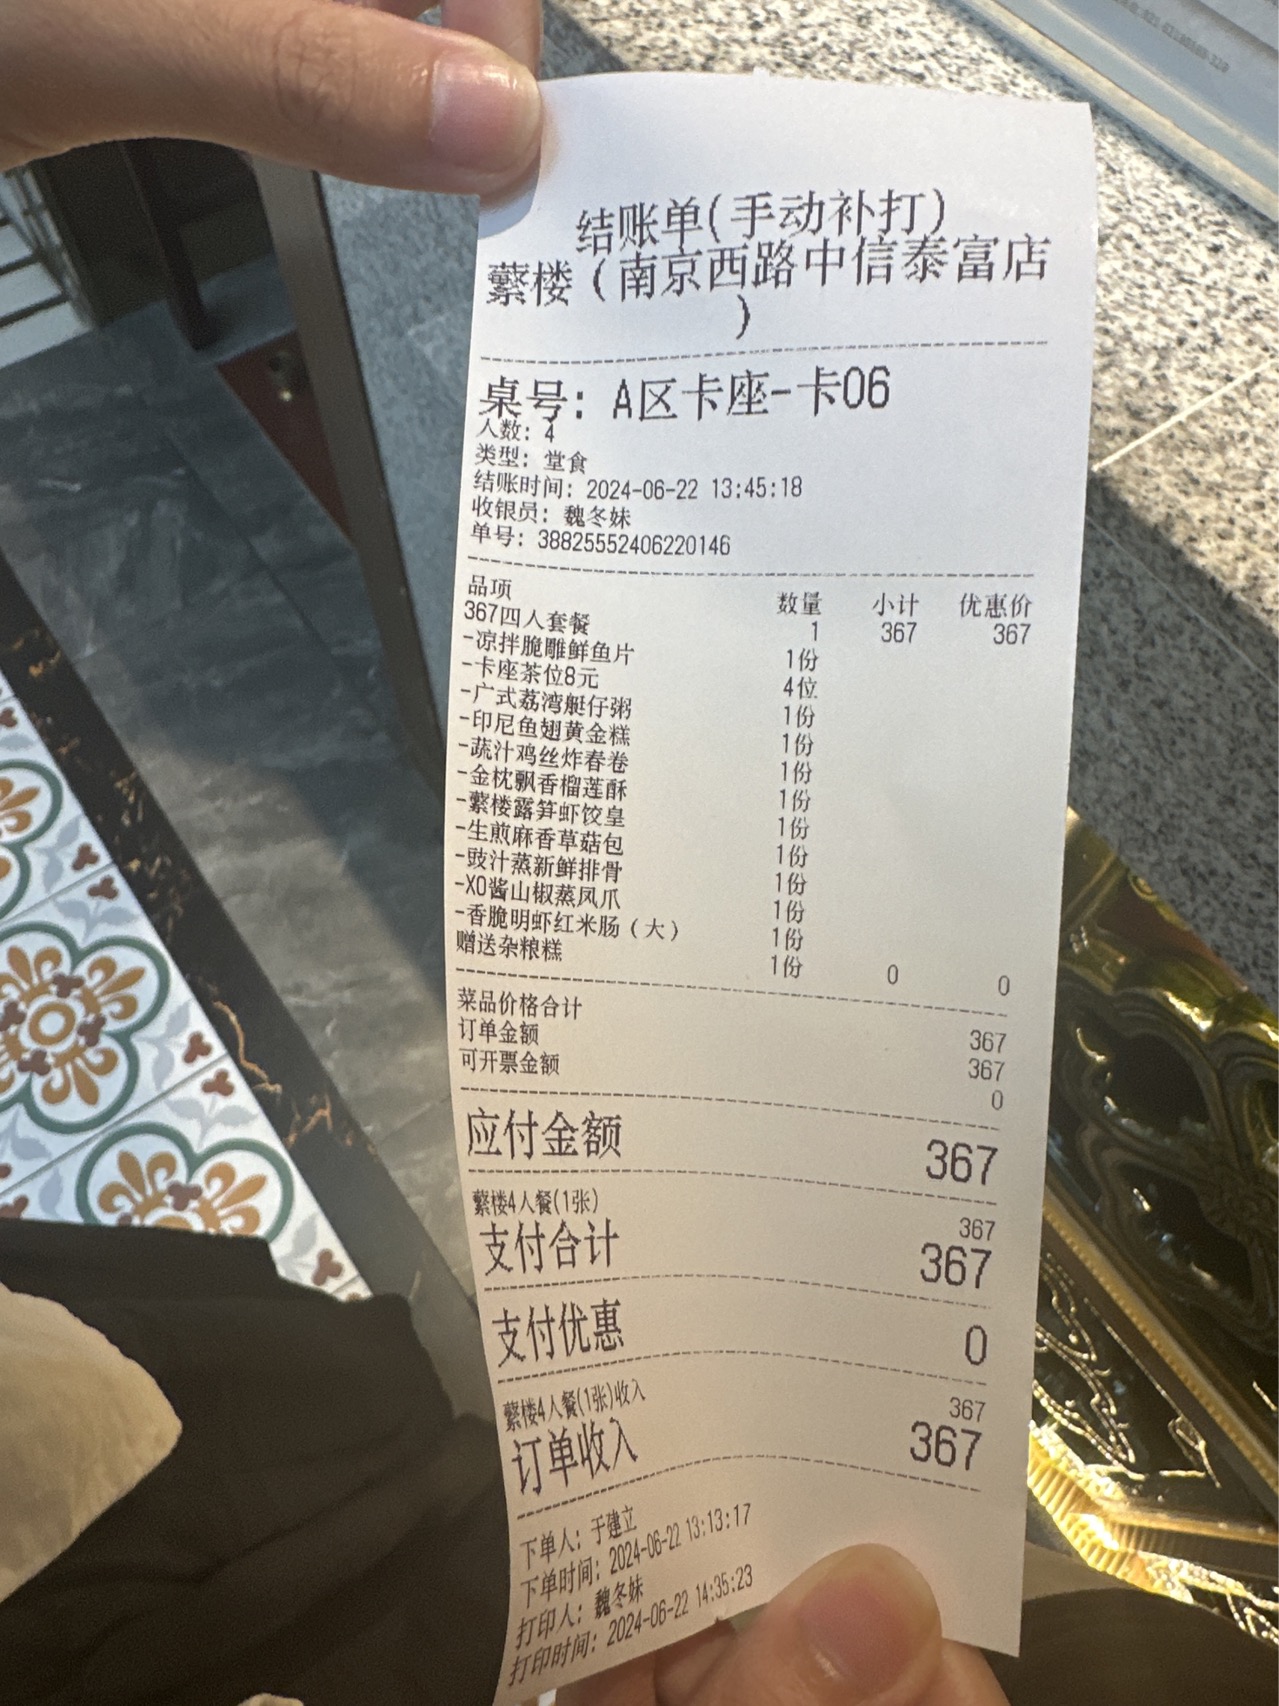 结账单(手动补打)
蘩楼（南京西路中信泰富店
）
桌号: A区卡座-卡06
人数: 4
类型: 堂食
结账时间: 2024-06-22 13:45:18
收银员: 魏冬妹
单号: 38825552406220146
品项 数量 小计 优惠价
367四人套餐 1 367 367
-凉拌脆雕鲜鱼片 1份
-卡座茶位8元 4位
-广式荔湾艇仔粥 1份
-印尼鱼翅黄金糕 1份
-蔬汁鸡丝炸春卷 1份
-金枕飘香榴莲酥 1份
-蘩楼露笋虾饺皇 1份
-生煎麻香草菇包 1份
-豉汁蒸新鲜排骨 1份
-XO酱山椒蒸凤爪 1份
-香脆明虾红米肠（大） 1份
赠送杂粮糕 1份 0 0
菜品价格合计 367
订单金额 367
可开票金额 0
应付金额 367
蘩楼4人餐(1张) 367
支付合计 367
支付优惠 0
蘩楼4人餐(1张)收入 367
订单收入 367
下单人: 于建立
下单时间: 2024-06-22 13:13:17
打印人: 魏冬妹
打印时间: 2024-06-22 14:35:23